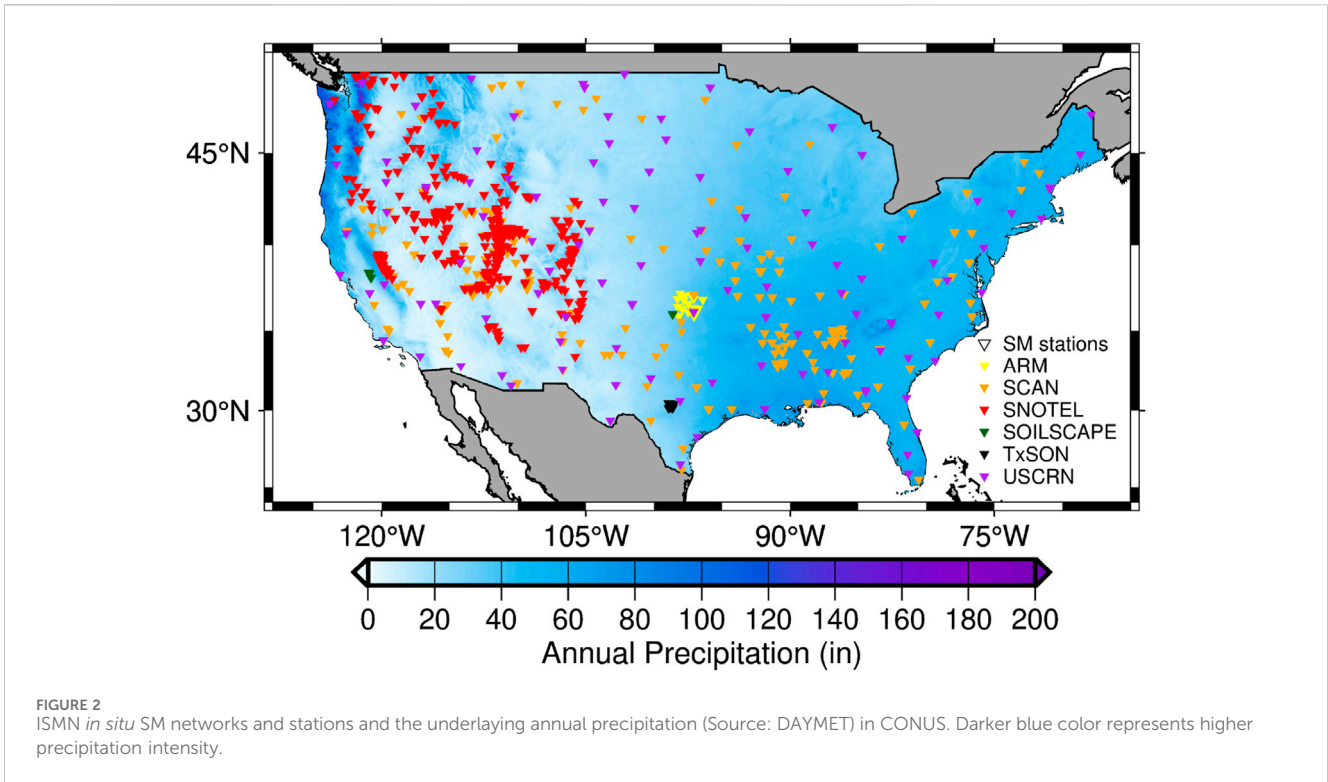 45°N
30°N
120°W 105°W 90°W 75°W
SM stations
ARM
SCAN
SNOTEL
SOILSCAPE
TxSON
USCRN
0 20 40 60 80 100 120 140 160 180 200
Annual Precipitation (in)
FIGURE 2
ISMN in situ SM networks and stations and the underlaying annual precipitation (Source: DAYMET) in CONUS. Darker blue color represents higher
precipitation intensity.